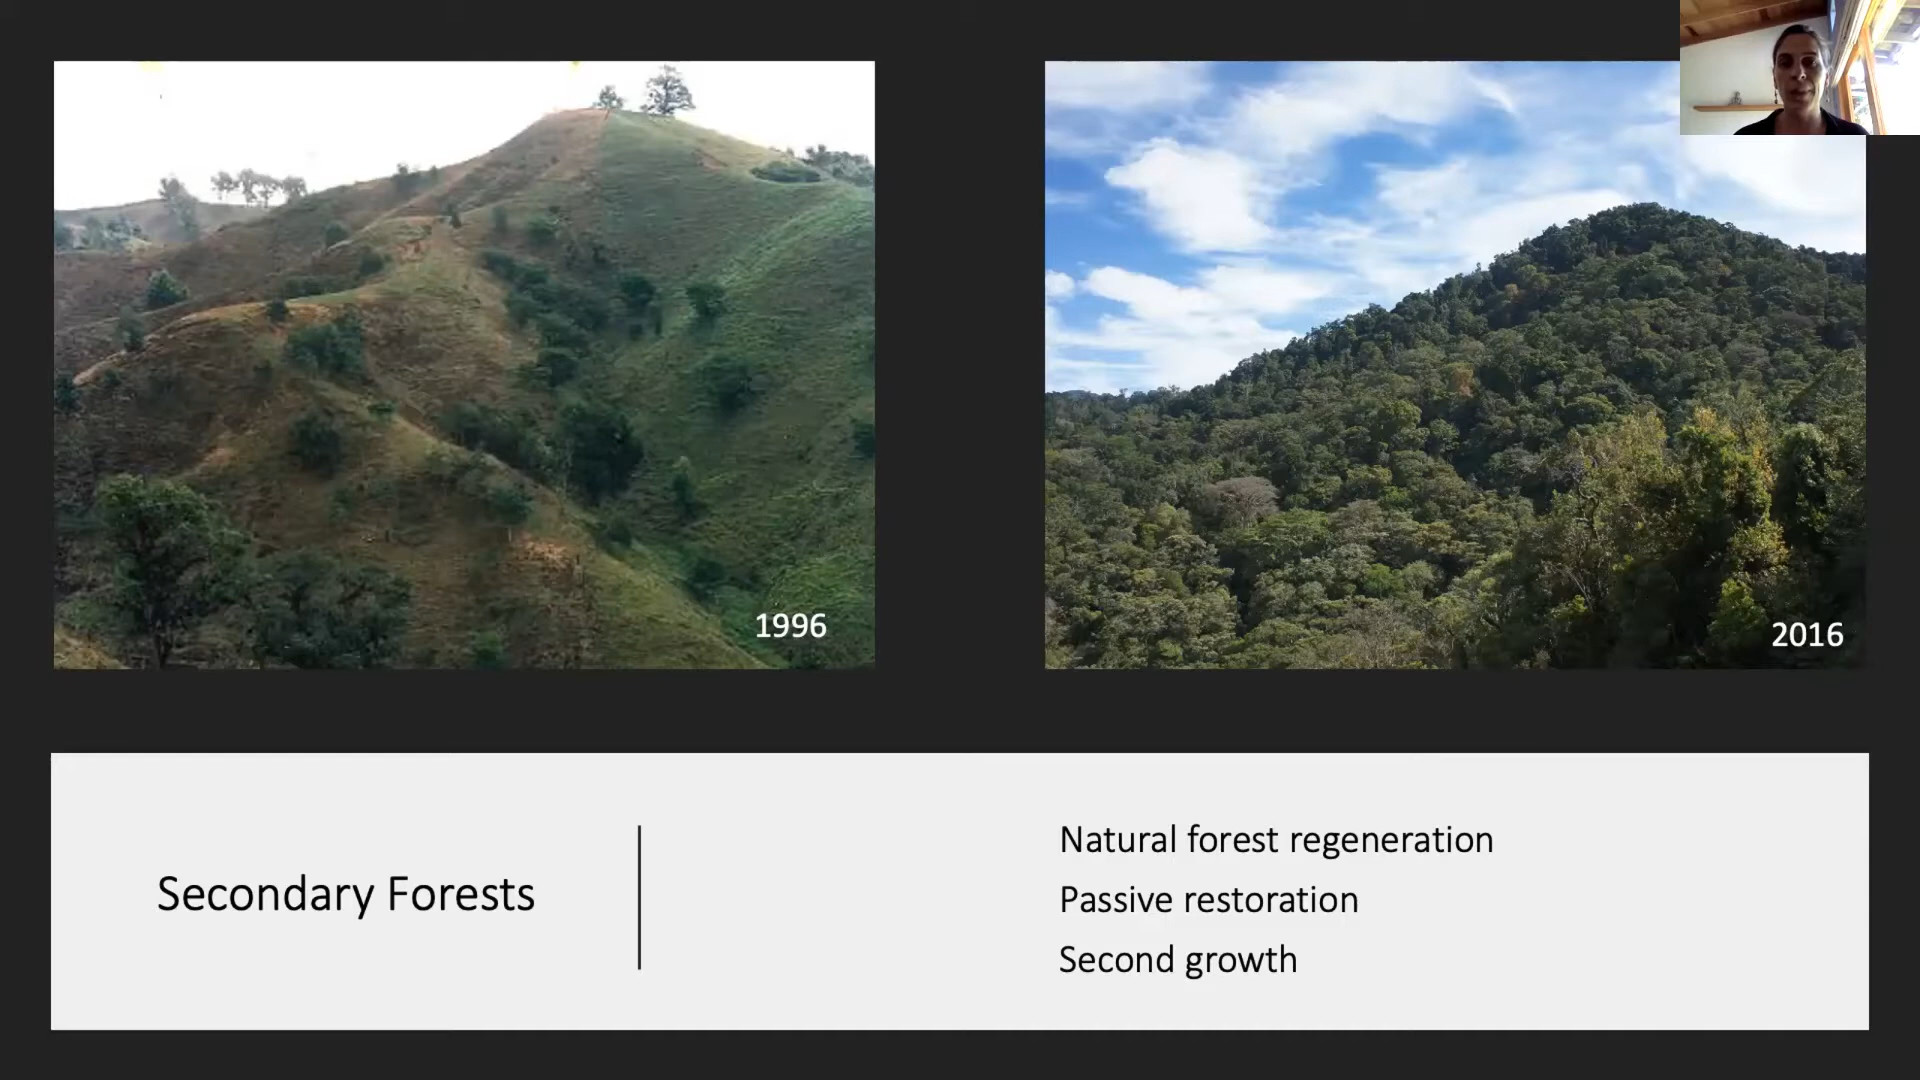 1996
2016
Secondary Forests
Natural forest regeneration
Passive restoration
Second growth